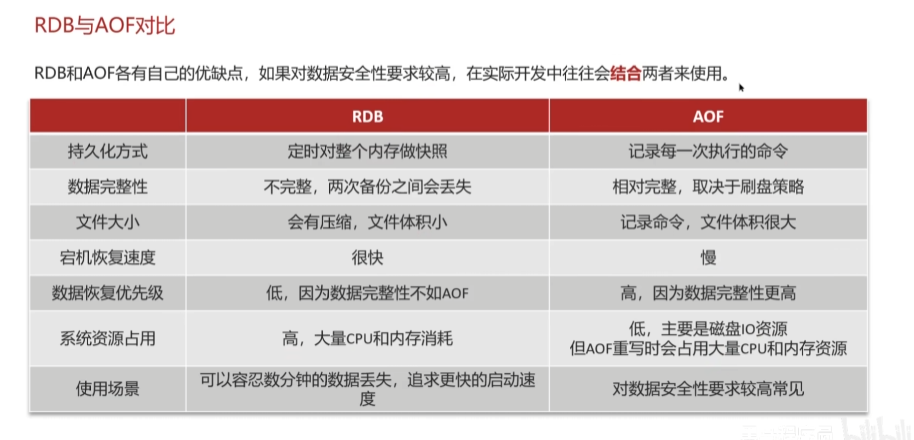 RDB与AOF对比
RDB和AOF各有自己的优缺点，如果对数据安全性要求较高，在实际开发中往往会结合两者来使用。
RDB AOF
持久化方式 定时对整个内存做快照 记录每一次执行的命令
数据完整性 不完整，两次备份之间会丢失 相对完整，取决于刷盘策略
文件大小 会有压缩，文件体积小 记录命令，文件体积很大
宕机恢复速度 很快 慢
数据恢复优先级 低，因为数据完整性不如AOF 高，因为数据完整性更高
系统资源占用 高，大量CPU和内存消耗 低，主要是磁盘IO资源
但AOF重写时会占用大量CPU和内存资源
使用场景 可以容忍数分钟的数据丢失，追求更快的启动速
度 对数据安全性要求较高常见
bilibili